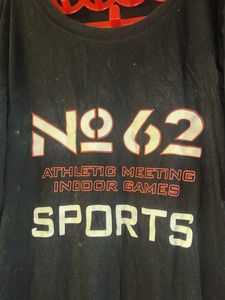 Nº 62
ATHLETIC MEETING
INDOOR GAMES
SPORTS